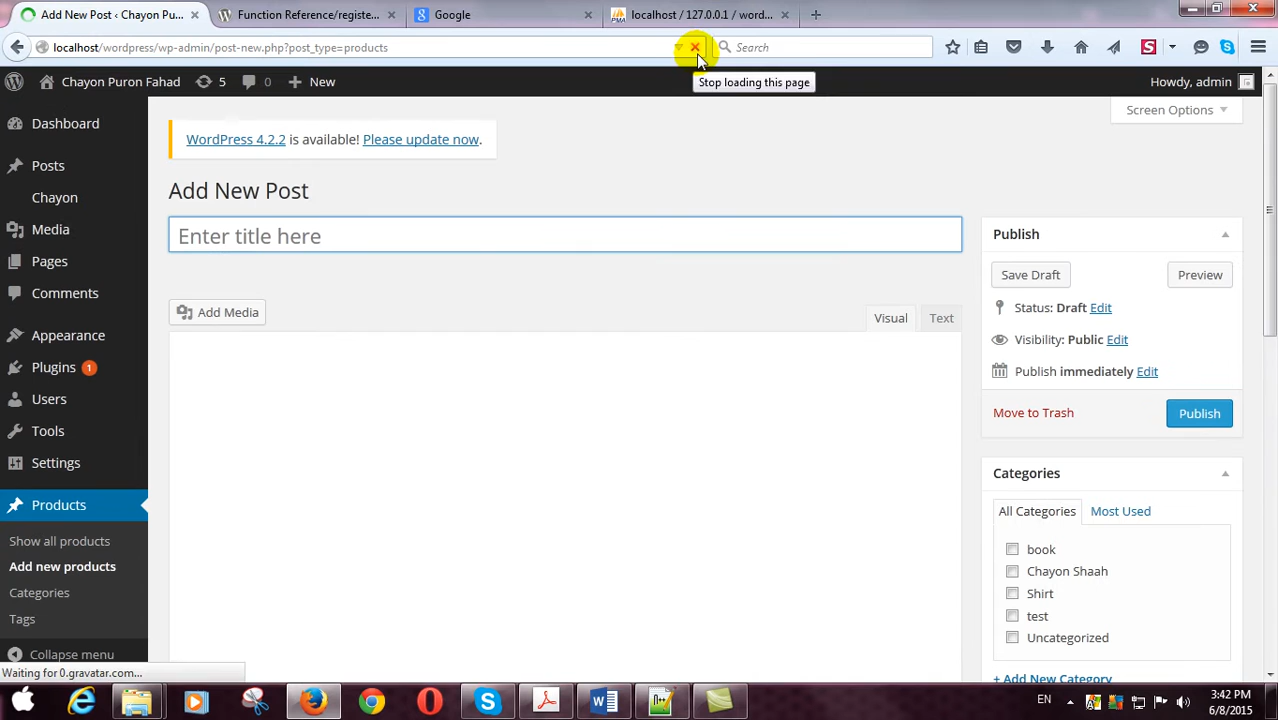 Add New Post ‹ Chayon Pu...
Function Reference/registe...
Google
localhost / 127.0.0.1 / word...
localhost/wordpress/wp-admin/post-new.php?post_type=products
Search
Stop loading this page
Chayon Puron Fahad
5
0
New
Howdy, admin
Screen Options
WordPress 4.2.2 is available! Please update now.
Add New Post
Enter title here
Add Media
Visual
Text
Dashboard
Posts
Chayon
Media
Pages
Comments
Appearance
Plugins 1
Users
Tools
Settings
Products
Show all products
Add new products
Categories
Tags
Collapse menu
Publish
Save Draft
Preview
Status: Draft Edit
Visibility: Public Edit
Publish immediately Edit
Move to Trash
Publish
Categories
All Categories
Most Used
book
Chayon Shaah
Shirt
test
Uncategorized
+ Add New Category
Waiting for 0.gravatar.com...
EN
3:42 PM
6/8/2015